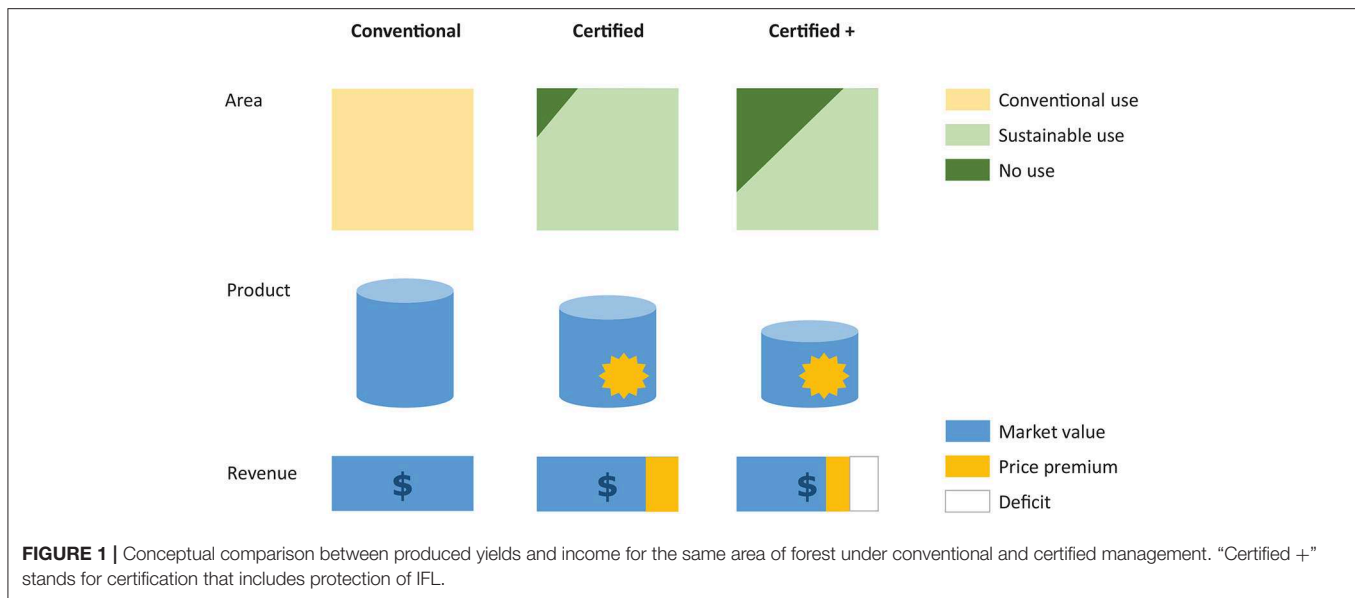 Conventional Certified Certified +
Area
Conventional use
Sustainable use
No use
Product
Market value
Price premium
Deficit
Revenue
$ $ $
FIGURE 1 | Conceptual comparison between produced yields and income for the same area of forest under conventional and certified management. “Certified +”
stands for certification that includes protection of IFL.